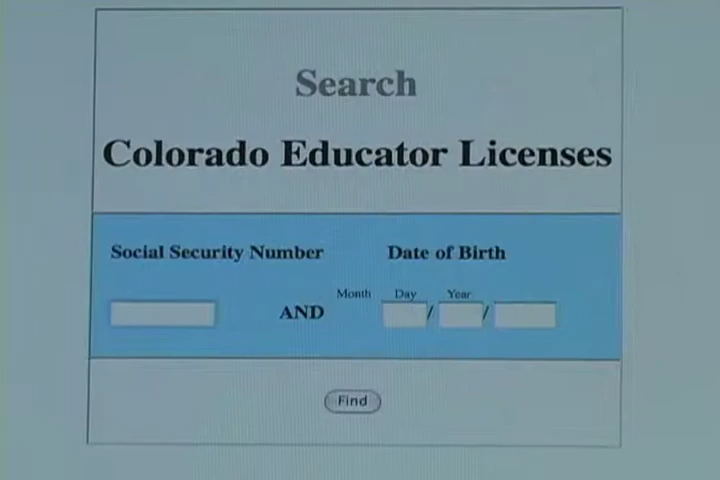 Search
Colorado Educator Licenses
Social Security Number Date of Birth
Month Day Year
AND / /
Find